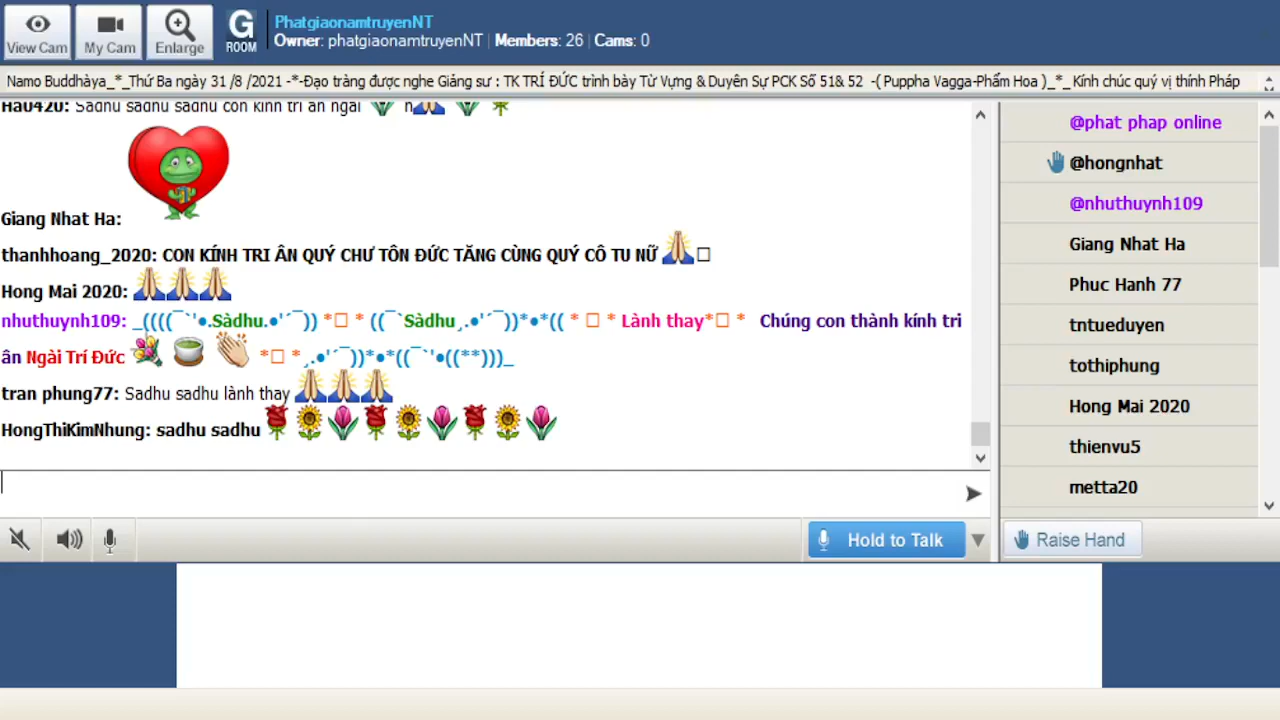 PhatgiaonamtruyenNT
Owner: phatgiaonamtruyenNT | Members: 26 | Cams: 0
View Cam
My Cam
Enlarge
G
ROOM
Namo Buddhàya_*_Thứ Ba ngày 31 /8 /2021 -*-Đạo tràng được nghe Giảng sư : TK TRÍ ĐỨC trình bày Từ Vựng & Duyên Sự PCK Số 51& 52 -( Puppha Vagga-Phẩm Hoa )_*_Kính chúc quý vị thính Pháp
Ha0420: Sadhu sadhu sadhu con kính tri ân ngài n
Giang Nhat Ha:
thanhhoang_2020: CON KÍNH TRI ÂN QUÝ CHƯ TÔN ĐỨC TĂNG CÙNG QUÝ CÔ TU NỮ
Hong Mai 2020:
nhuthuynh109: _((((¯`'●.Sàdhu.●'´¯)) *□ * ((¯`Sàdhu¸.●'´¯))*●*(( * □ * Lành thay*□ * Chúng con thành kính tri
ân Ngài Trí Đức *□ *¸.●'´¯))*●*((¯`'●((**)))_
tran phung77: Sadhu sadhu lành thay
HongThiKimNhung: sadhu sadhu
@phat phap online
@hongnhat
@nhuthuynh109
Giang Nhat Ha
Phuc Hanh 77
tntueduyen
tothiphung
Hong Mai 2020
thienvu5
metta20
Hold to Talk
Raise Hand